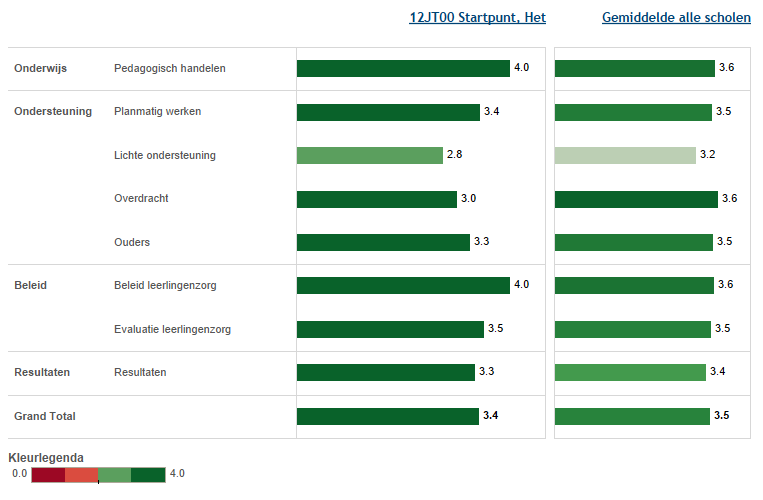 12JT00 Startpunt, Het Gemiddelde alle scholen
Onderwijs Pedagogisch handelen 4.0 3.6
Ondersteuning Planmatig werken 3.4 3.5
Lichte ondersteuning 2.8 3.2
Overdracht 3.0 3.6
Ouders 3.3 3.5
Beleid Beleid leerlingenzorg 4.0 3.6
Evaluatie leerlingenzorg 3.5 3.5
Resultaten Resultaten 3.3 3.4
Grand Total 3.4 3.5
Kleurlegenda
0.0 4.0